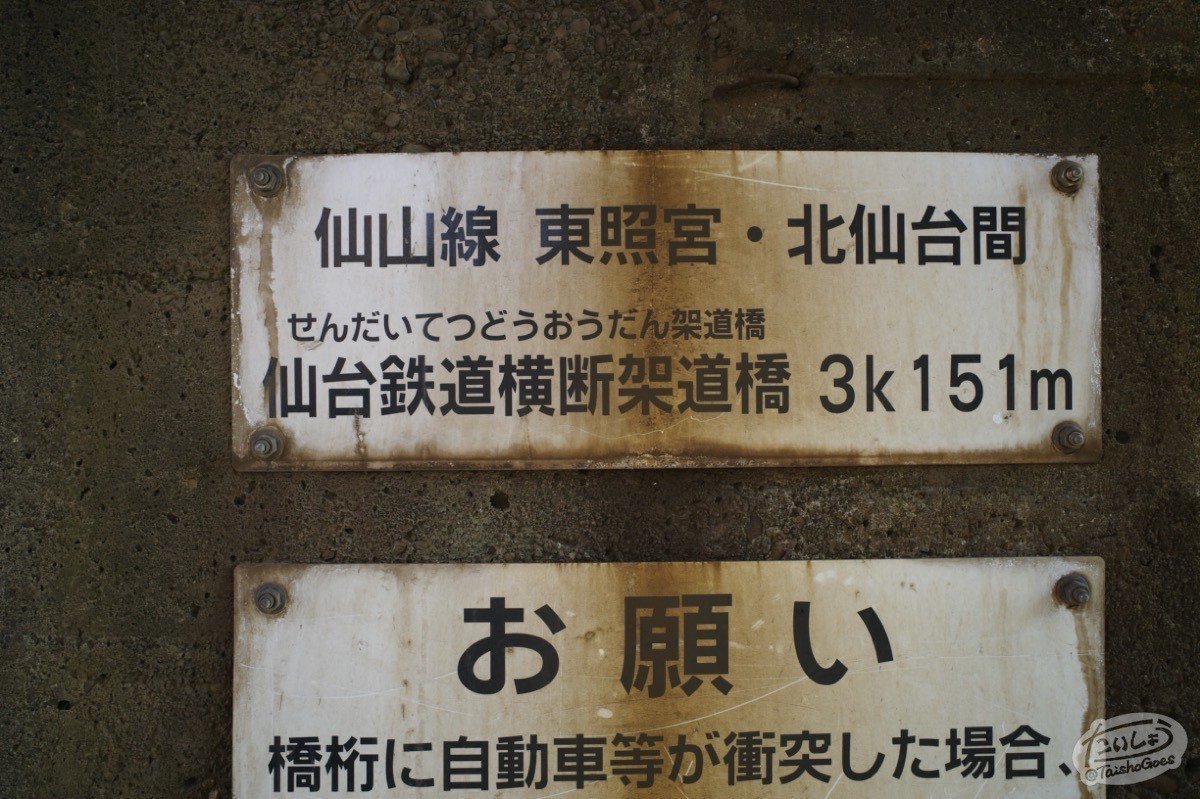 仙山線 東照宮・北仙台間
せんだいてつどうおうだん架道橋
仙台鉄道横断架道橋 3k151m
お願い
橋桁に自動車等が衝突した場合、
たいしょー
@TaishoGoes